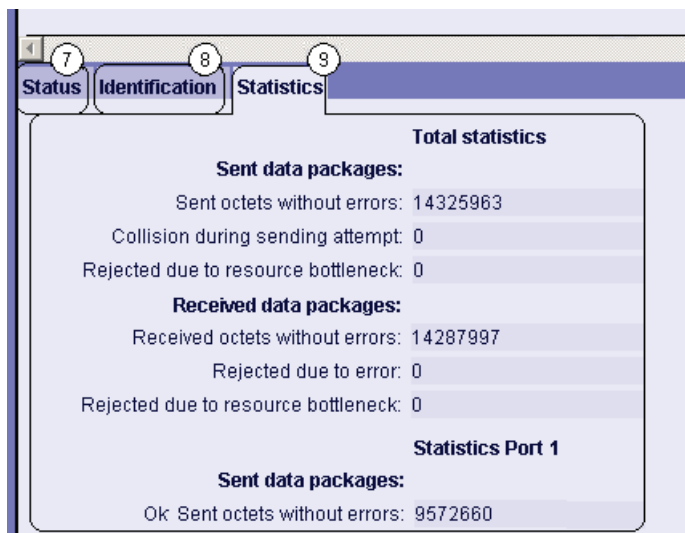 7 8 9
Status Identification Statistics
Total statistics
Sent data packages:
Sent octets without errors: 14325963
Collision during sending attempt: 0
Rejected due to resource bottleneck: 0
Received data packages:
Received octets without errors: 14287997
Rejected due to error: 0
Rejected due to resource bottleneck: 0
Statistics Port 1
Sent data packages:
Ok: Sent octets without errors: 9572660